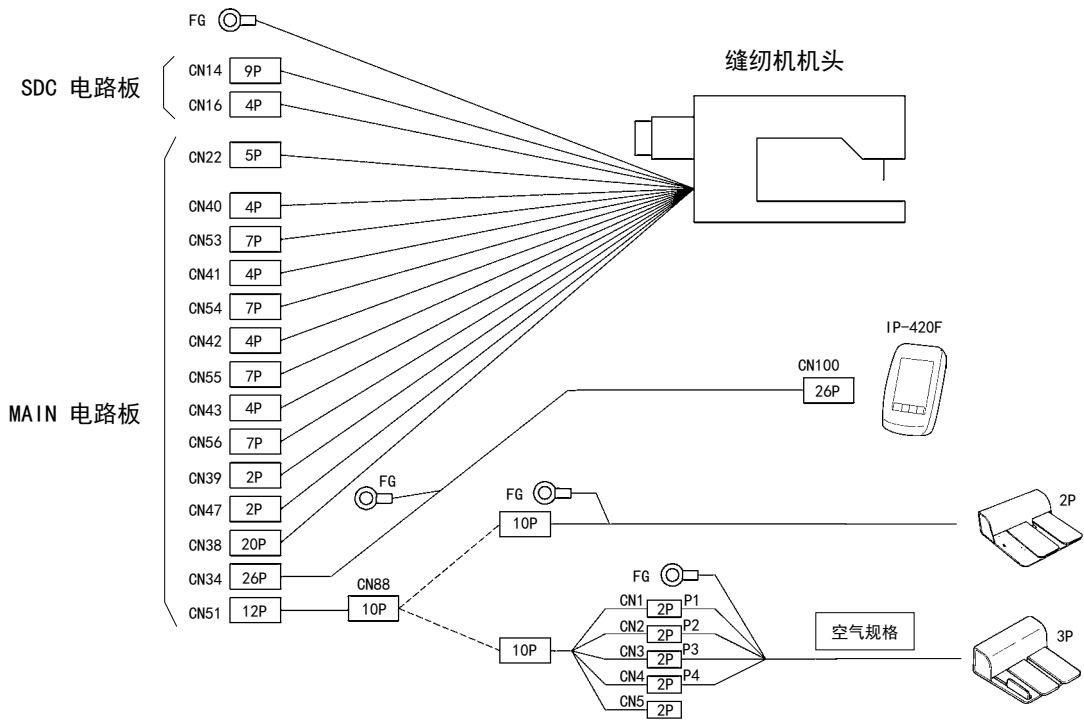 FG
SDC 电路板
CN14 9P
CN16 4P
缝纫机机头
MAIN 电路板
CN22 5P
CN40 4P
CN53 7P
CN41 4P
CN54 7P
CN42 4P
CN55 7P
CN43 4P
CN56 7P
CN39 2P
CN47 2P
CN38 20P
CN34 26P
CN51 12P
FG
CN100
26P
IP-420F
CN88
10P
FG
10P
2P
10P
FG
CN1 2P P1
CN2 2P P2
CN3 2P P3
CN4 2P P4
CN5 2P
空气规格
3P